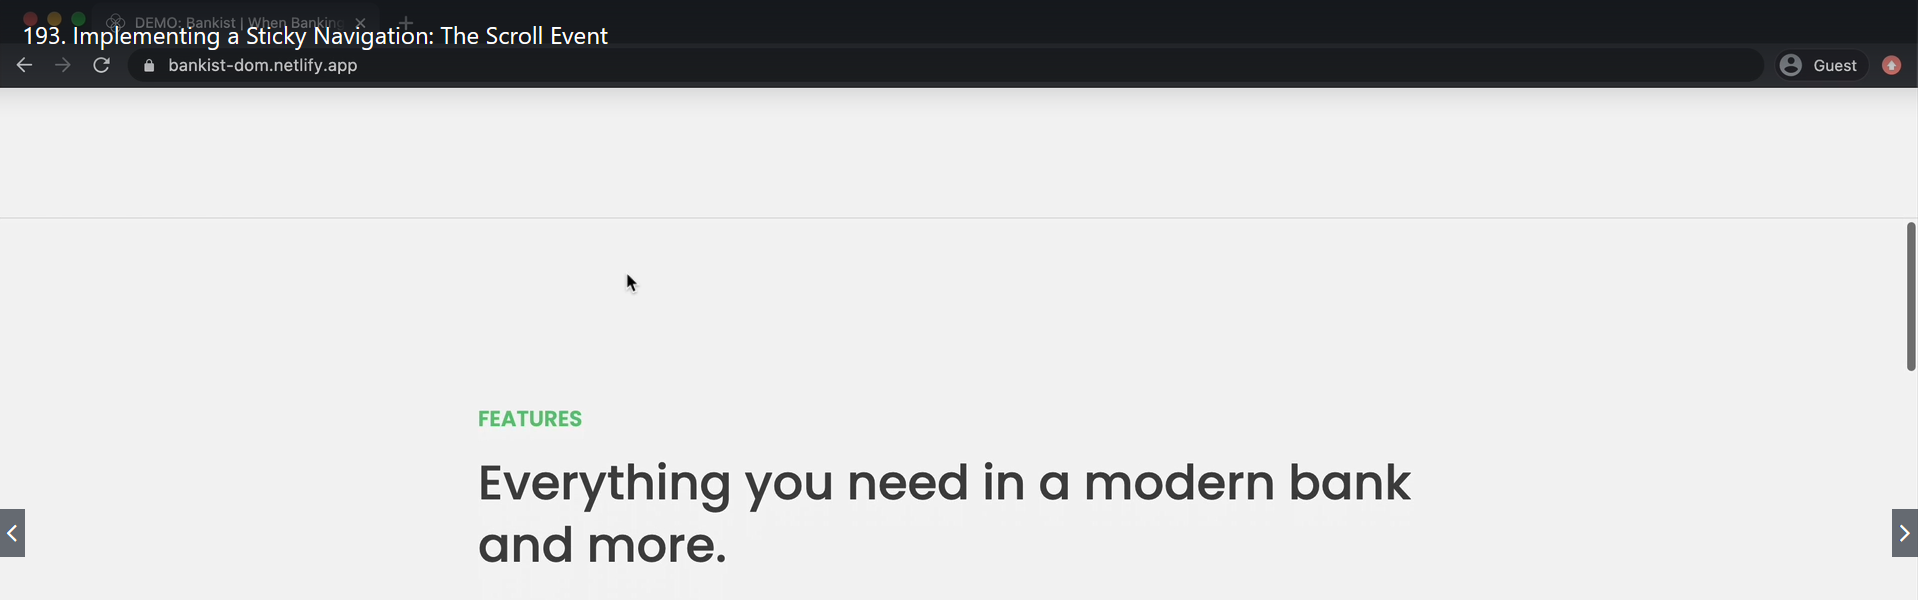 DEMO: Bankist | When Banking
193. Implementing a Sticky Navigation: The Scroll Event
bankist-dom.netlify.app
Guest
FEATURES
Everything you need in a modern bank
and more.